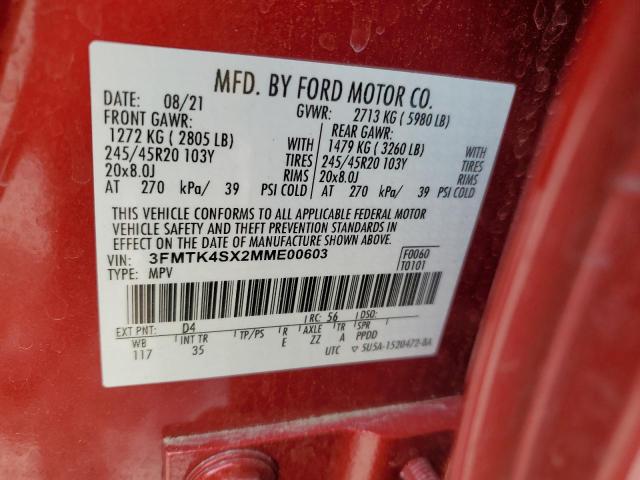 MFD. BY FORD MOTOR CO.
DATE: 08/21 GVWR: 2713 KG ( 5980 LB)
FRONT GAWR: REAR GAWR:
1272 KG ( 2805 LB) WITH 1479 KG ( 3260 LB) WITH
245/45R20 103Y TIRES 245/45R20 103Y TIRES
20x8.0J RIMS 20x8.0J RIMS
AT 270 kPa/ 39 PSI COLD AT 270 kPa/ 39 PSI COLD
THIS VEHICLE CONFORMS TO ALL APPLICABLE FEDERAL MOTOR
VEHICLE SAFETY AND THEFT PREVENTION STANDARDS IN
EFFECT ON THE DATE OF MANUFACTURE SHOWN ABOVE.
VIN: 3FMTK4SX2MME00603 F0060
TYPE: MPV T0101
EXT PNT: D4 RC: 56 DSO:
WB INT TR TP/PS R AXLE TR SPR
117 35 E ZZ A PPDD
UTC ▽ 5U5A-1520472-BA